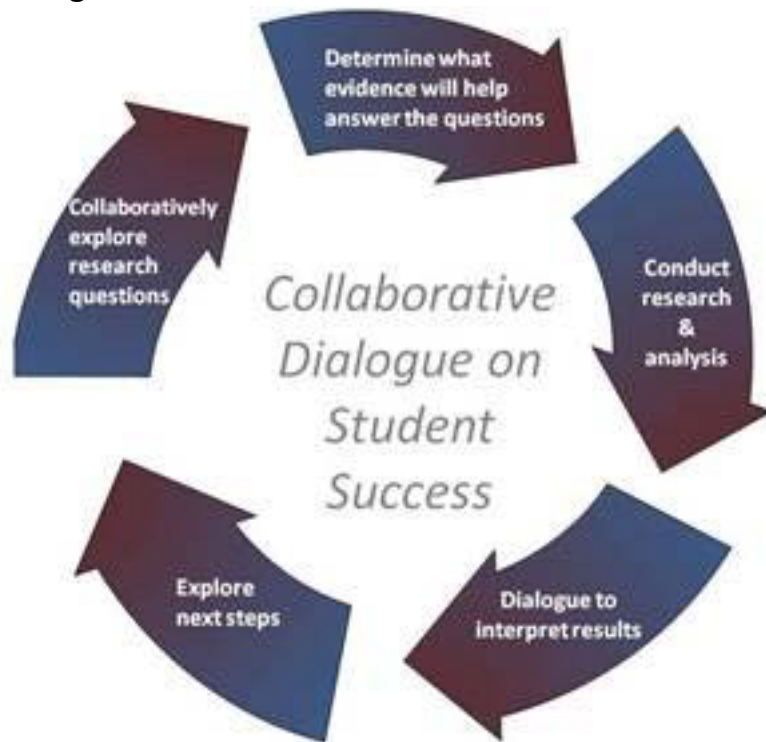 Determine what
evidence will help
answer the questions
Conduct
research
&
analysis
Dialogue to
interpret results
Explore
next steps
Collaboratively
explore
research
questions
Collaborative
Dialogue on
Student
Success